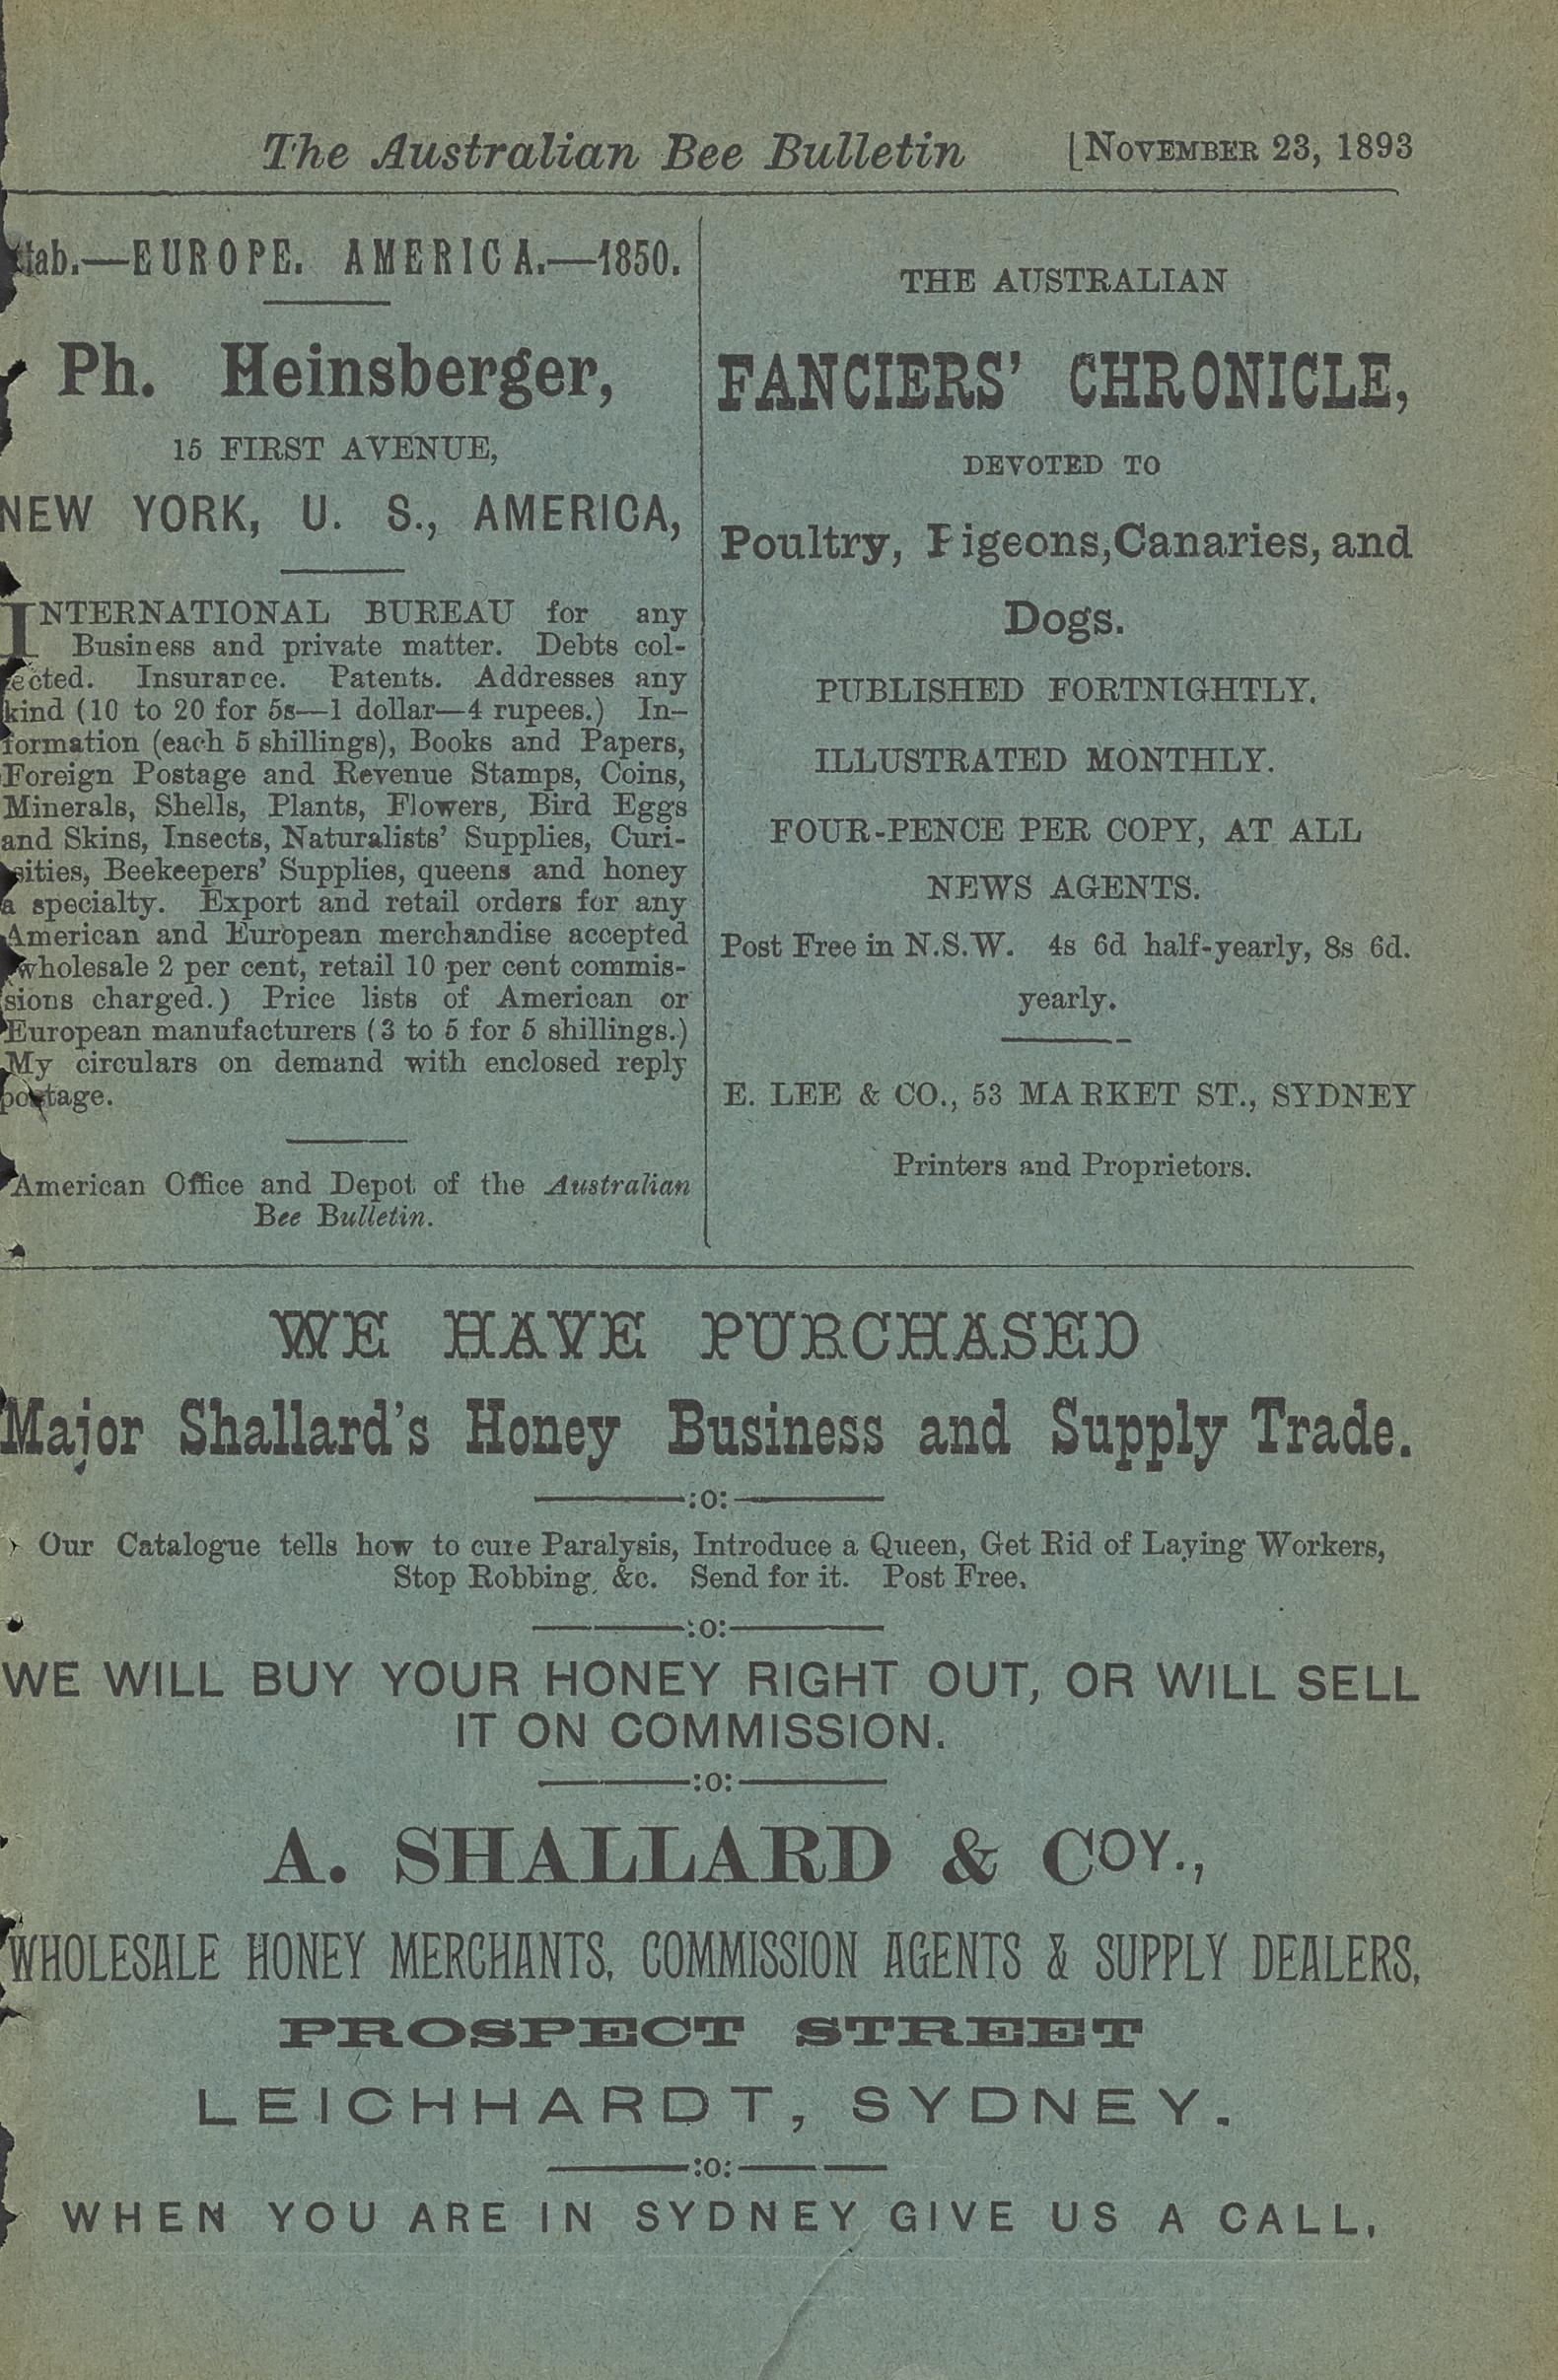 The Australian Bee Bulletin [NOVEMBER 23, 1893
tab.—EUROPE. AMERICA.—1850.
Ph. Heinsberger,
15 FIRST AVENUE,
NEW YORK, U. S., AMERICA,
INTERNATIONAL BUREAU for any
Business and private matter. Debts col-
ected. Insurance. Patents. Addresses any
kind (10 to 20 for 5s—1 dollar—4 rupees.) In-
formation (each 5 shillings), Books and Papers,
Foreign Postage and Revenue Stamps, Coins,
Minerals, Shells, Plants, Flowers, Bird Eggs
and Skins, Insects, Naturalists' Supplies, Curi-
sities, Beekeepers' Supplies, queens and honey
a specialty. Export and retail orders for any
American and European merchandise accepted
wholesale 2 per cent, retail 10 per cent commis-
sions charged.) Price lists of American or
European manufacturers (3 to 5 for 5 shillings.)
My circulars on demand with enclosed reply
postage.
American Office and Depot of the Australian
Bee Bulletin.
THE AUSTRALIAN
FANCIERS' CHRONICLE,
DEVOTED TO
Poultry, Pigeons, Canaries, and
Dogs.
PUBLISHED FORTNIGHTLY.
ILLUSTRATED MONTHLY.
FOUR-PENCE PER COPY, AT ALL
NEWS AGENTS.
Post Free in N.S.W. 4s 6d half-yearly, 8s 6d.
yearly.
E. LEE & CO., 53 MARKET ST., SYDNEY
Printers and Proprietors.
WE HAVE PURCHASED
Major Shallard's Honey Business and Supply Trade.
:o:
Our Catalogue tells how to cure Paralysis, Introduce a Queen, Get Rid of Laying Workers,
Stop Robbing, &c. Send for it. Post Free.
:o:
WE WILL BUY YOUR HONEY RIGHT OUT, OR WILL SELL
IT ON COMMISSION.
:o:
A. SHALLARD & COY.,
WHOLESALE HONEY MERCHANTS, COMMISSION AGENTS & SUPPLY DEALERS,
PROSPECT STREET
LEICHHARDT, SYDNEY.
:o:
WHEN YOU ARE IN SYDNEY GIVE US A CALL.